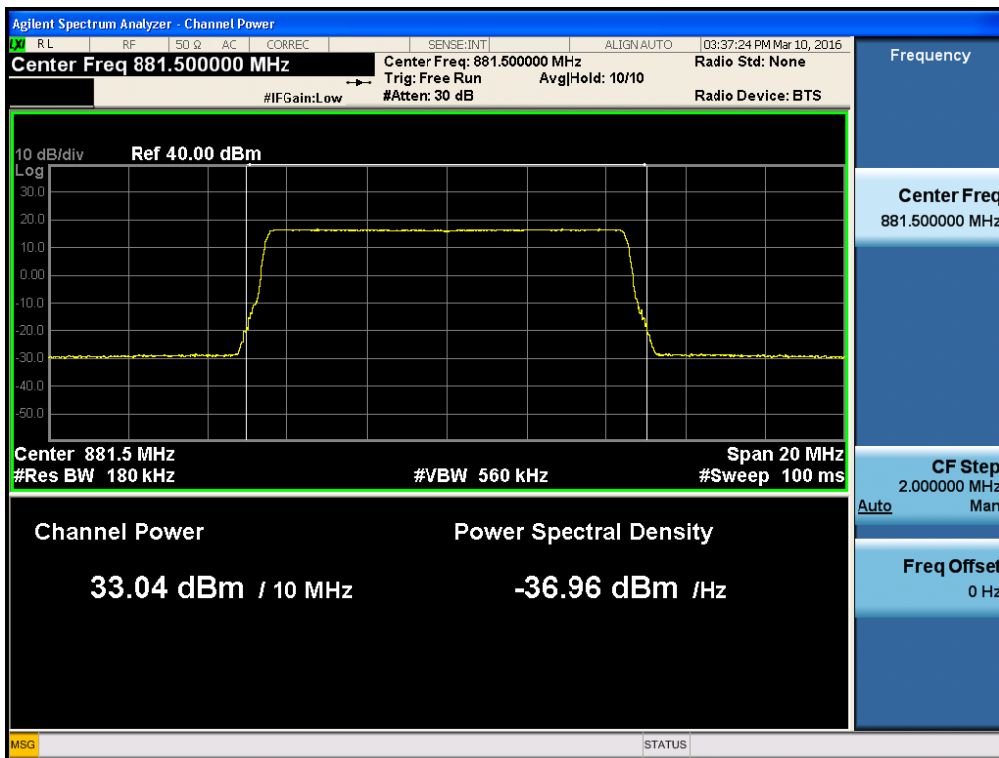 Agilent Spectrum Analyzer - Channel Power
LXI RL RF 50 Ω AC CORREC SENSE:INT ALIGN AUTO 03:37:24 PM Mar 10, 2016
Center Freq 881.500000 MHz
Center Freq: 881.500000 MHz
Radio Std: None
Trig: Free Run Avg|Hold: 10/10
#IFGain:Low
#Atten: 30 dB
Radio Device: BTS
10 dB/div Ref 40.00 dBm
Log
30.0
20.0
10.0
0.00
-10.0
-20.0
-30.0
-40.0
-50.0
Center 881.5 MHz Span 20 MHz
#Res BW 180 kHz #VBW 560 kHz #Sweep 100 ms
Channel Power Power Spectral Density
33.04 dBm / 10 MHz -36.96 dBm /Hz
MSG STATUS
Frequency
Center Freq
881.500000 MHz
CF Step
2.000000 MHz
Auto Man
Freq Offset
0 Hz